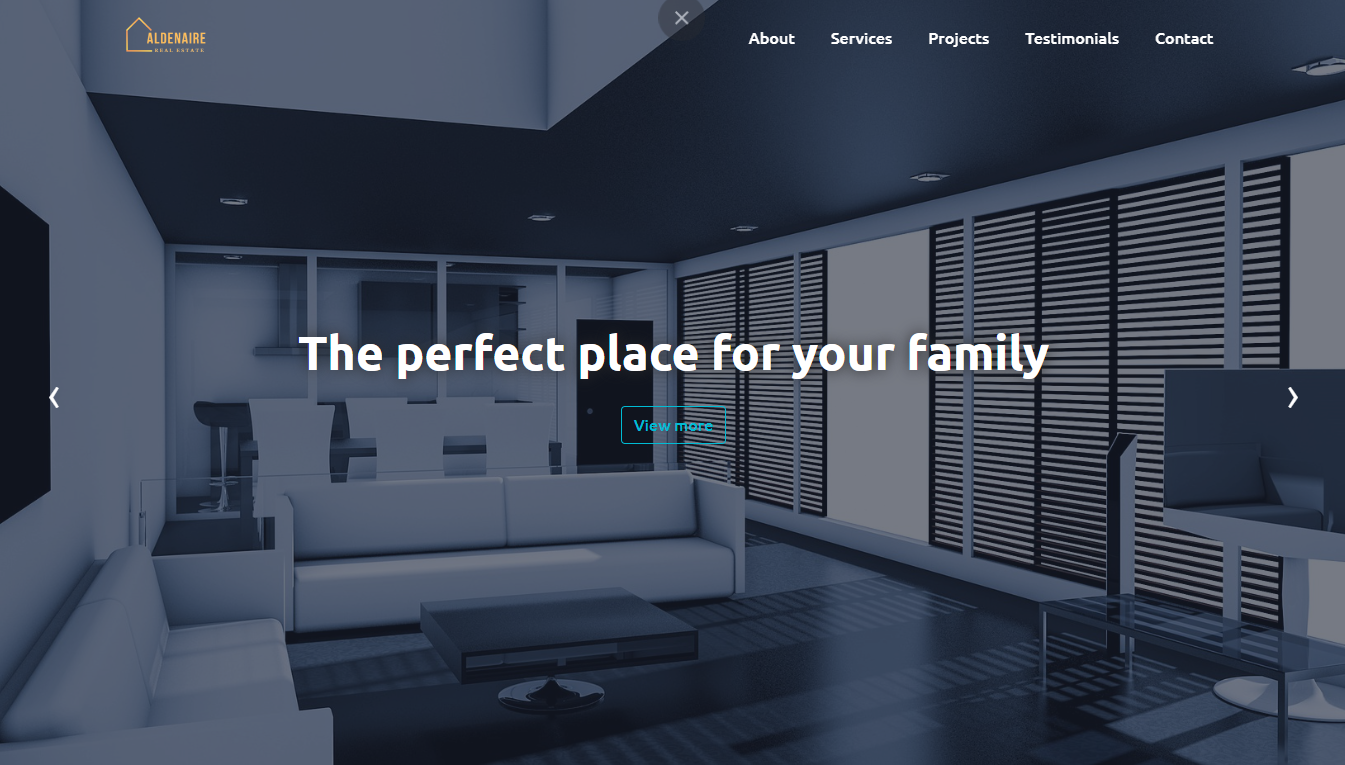 ALDENAIRE
REAL ESTATE
About Services Projects Testimonials Contact
The perfect place for your family
View more